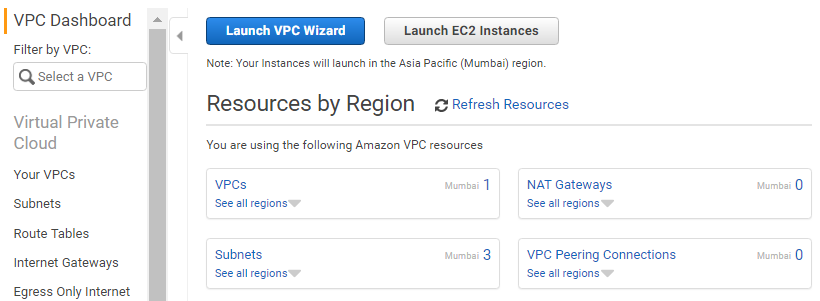 VPC Dashboard
Filter by VPC:
Select a VPC
Virtual Private
Cloud
Your VPCs
Subnets
Route Tables
Internet Gateways
Egress Only Internet
Launch VPC Wizard
Launch EC2 Instances
Note: Your Instances will launch in the Asia Pacific (Mumbai) region.
Resources by Region Refresh Resources
You are using the following Amazon VPC resources
VPCs Mumbai 1
See all regions
NAT Gateways Mumbai 0
See all regions
Subnets Mumbai 3
See all regions
VPC Peering Connections Mumbai 0
See all regions